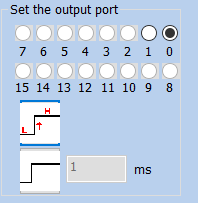 Set the output port
7 6 5 4 3 2 1 0
15 14 13 12 11 10 9 8
H
L
1 ms